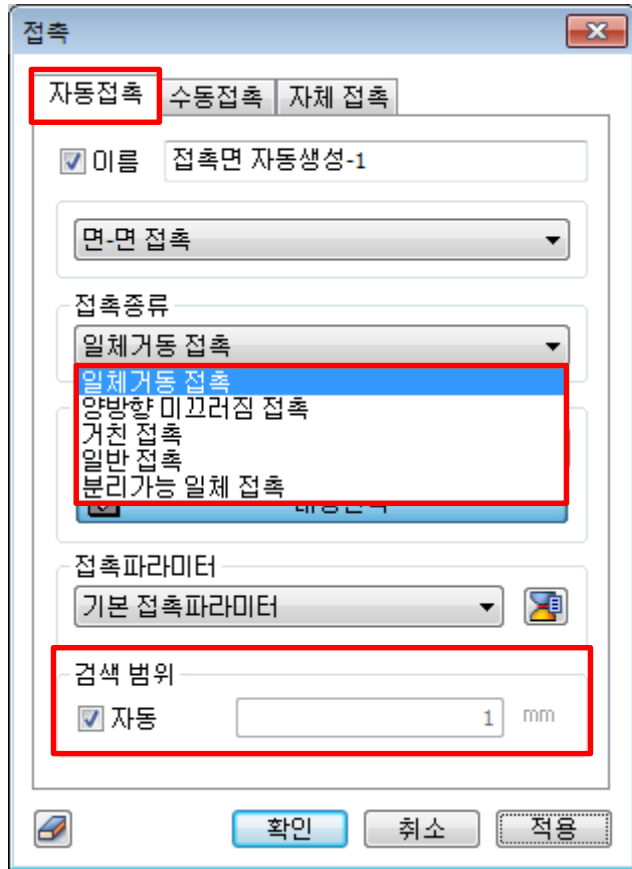 접촉
자동접촉 수동접촉 자체 접촉
이름 접촉면 자동생성-1
면-면 접촉
접촉종류
일체거동 접촉
일체거동 접촉
양방향 미끄러짐 접촉
거친 접촉
일반 접촉
분리가능 일체 접촉
접촉파라미터
기본 접촉파라미터
검색 범위
자동 1 mm
확인 취소 적용